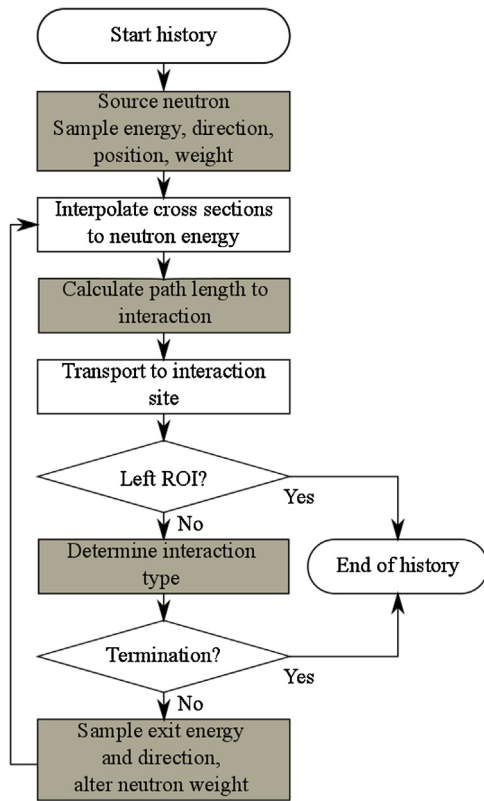 Start history
Source neutron
Sample energy, direction,
position, weight
Interpolate cross sections
to neutron energy
Calculate path length to
interaction
Transport to interaction
site
Left ROI?
Yes
No
Determine interaction
type
End of history
Termination?
Yes
No
Sample exit energy
and direction,
alter neutron weight